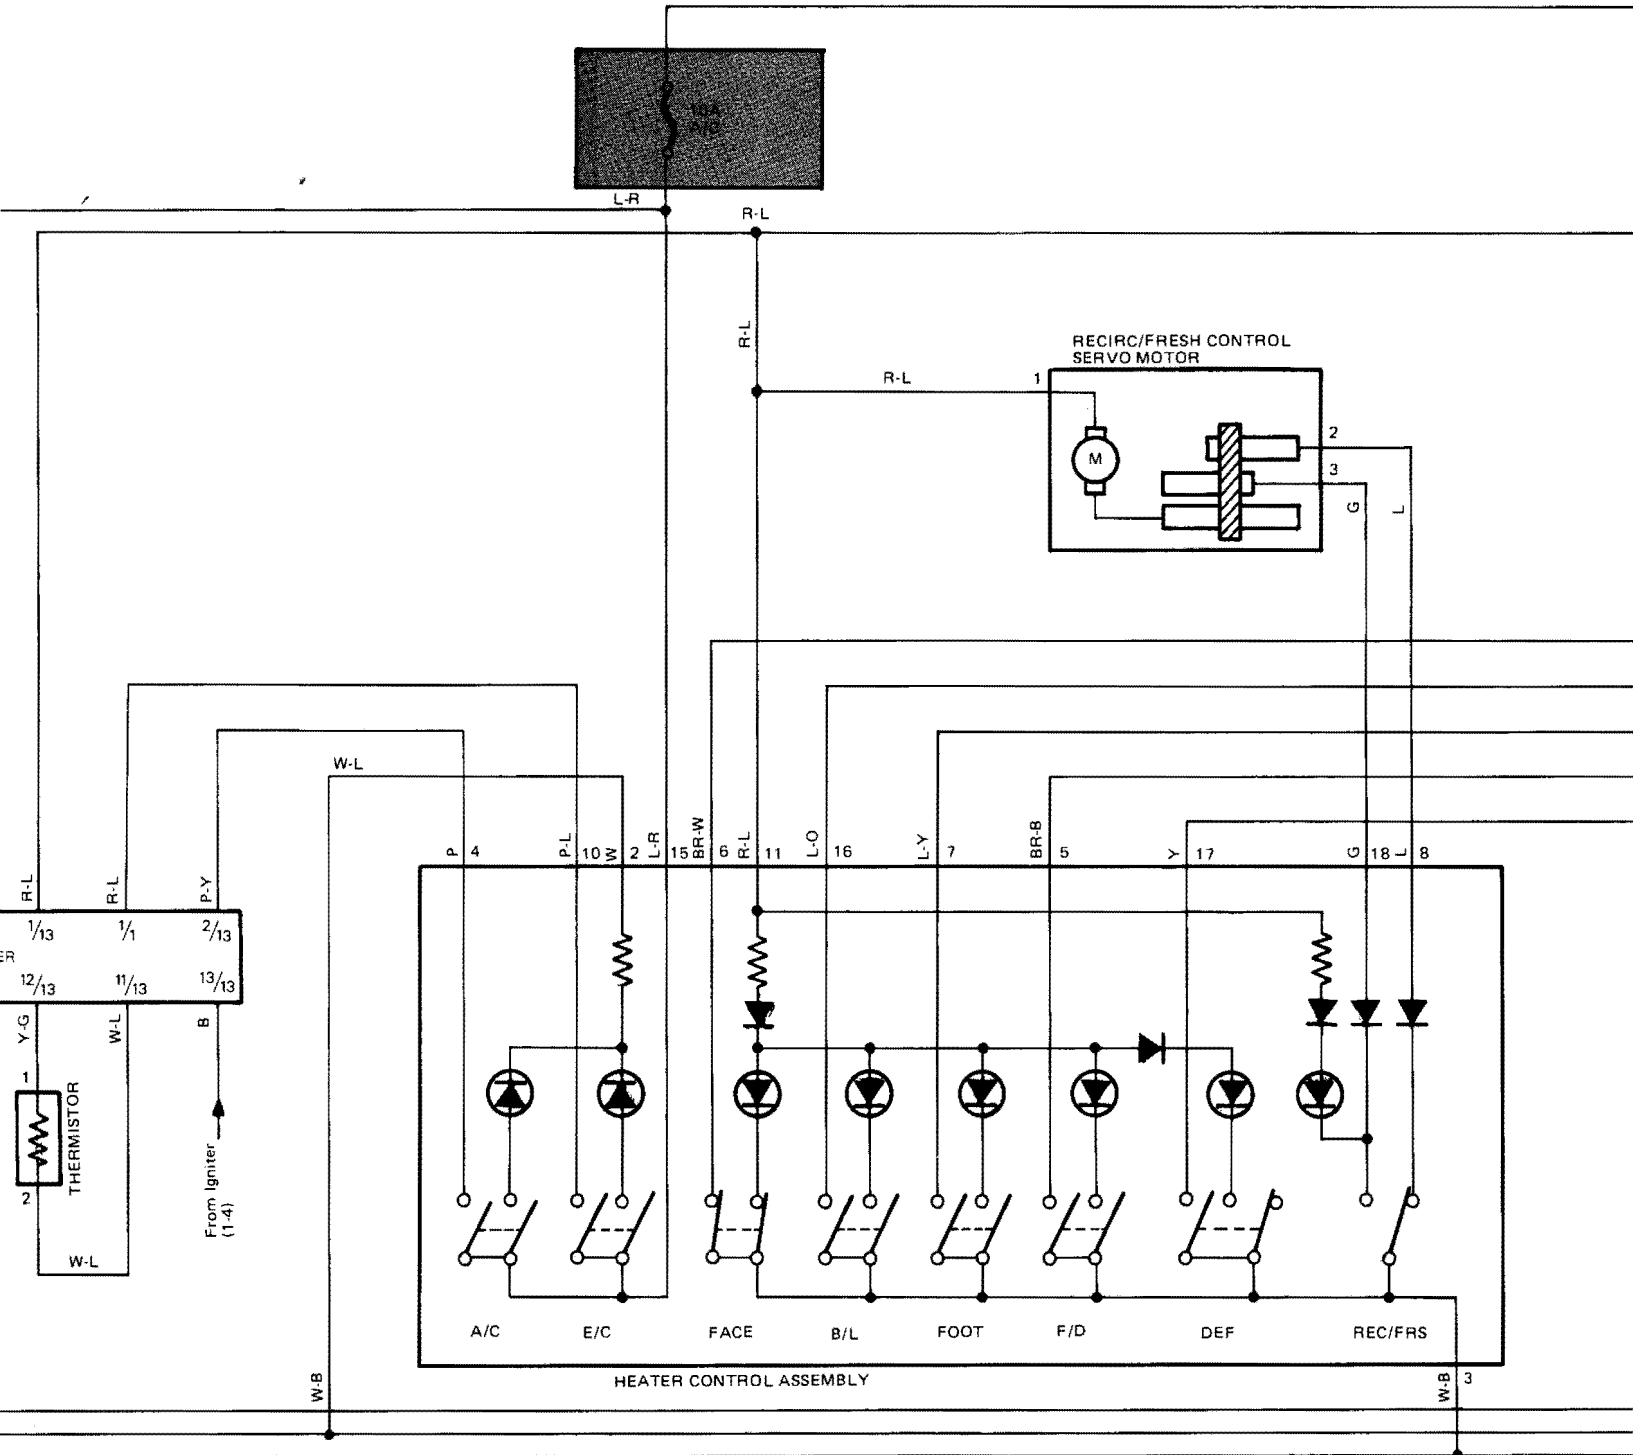 10A
A/C
L-R
R-L
R-L
RECIRC/FRESH CONTROL
SERVO MOTOR
R-L
1
2
M
3
G
L
W-L
P
4
P-L
10
W
2
L-R
15
BR-W
6
R-L
11
L-O
16
L-Y
7
BR-B
5
Y
17
G
18
L
8
R-L
R-L
P-Y
1/13
1/1
2/13
ER
12/13
11/13
13/13
Y-G
W-L
B
1
THERMISTOR
2
From Igniter
(1-4)
W-L
A/C
E/C
FACE
B/L
FOOT
F/D
DEF
REC/FRS
HEATER CONTROL ASSEMBLY
W-B
W-B
3